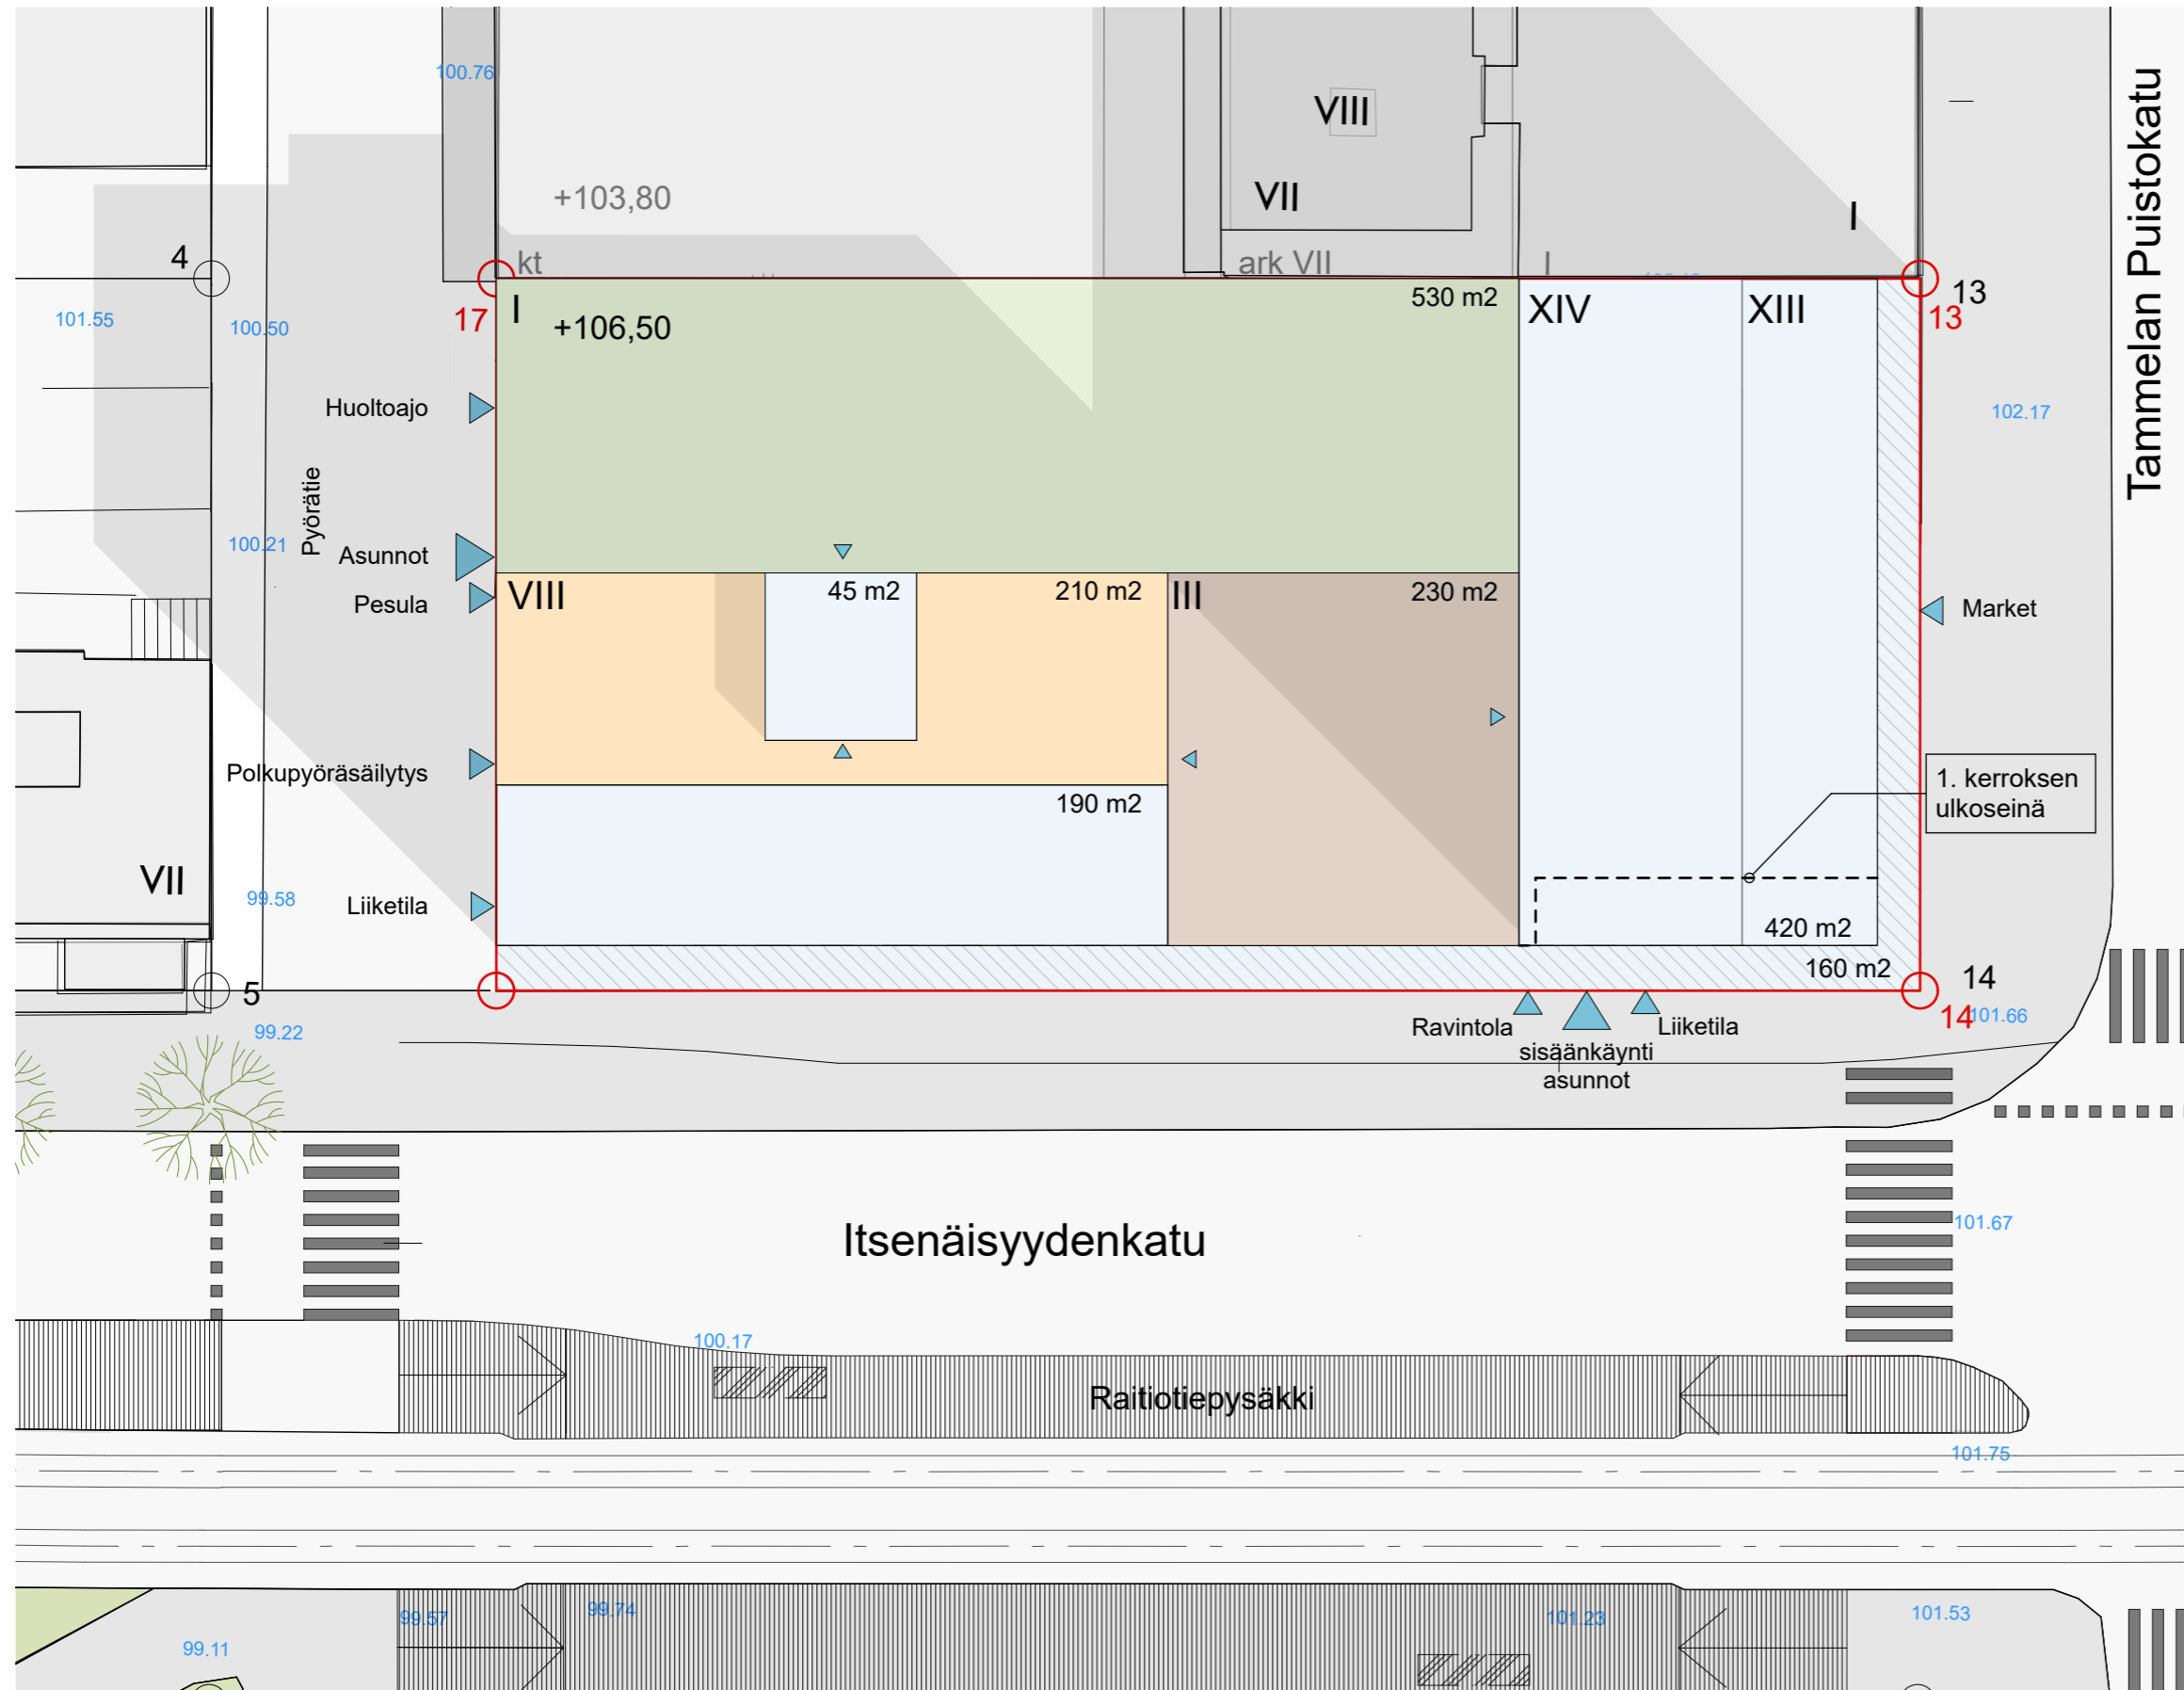 100.76
VIII
VII
I
Tammelan Puistokatu
+103,80
kt
ark VII
I
4
13
13
17
I
+106,50
530 m2
XIV
XIII
101.55
100.50
102.17
Huoltoajo
Pyörätie
100.21
Asunnot
Pesula
VIII
45 m2
210 m2
III
230 m2
Market
Polkupyöräsäilytys
1. kerroksen
ulkoseinä
190 m2
VII
99.58
Liiketila
420 m2
160 m2
5
14
14
101.66
99.22
Ravintola
Liiketila
sisäänkäynti
asunnot
Itsenäisyydenkatu
101.67
100.17
Raitiotiepysäkki
101.75
99.57
99.74
101.23
101.53
99.11